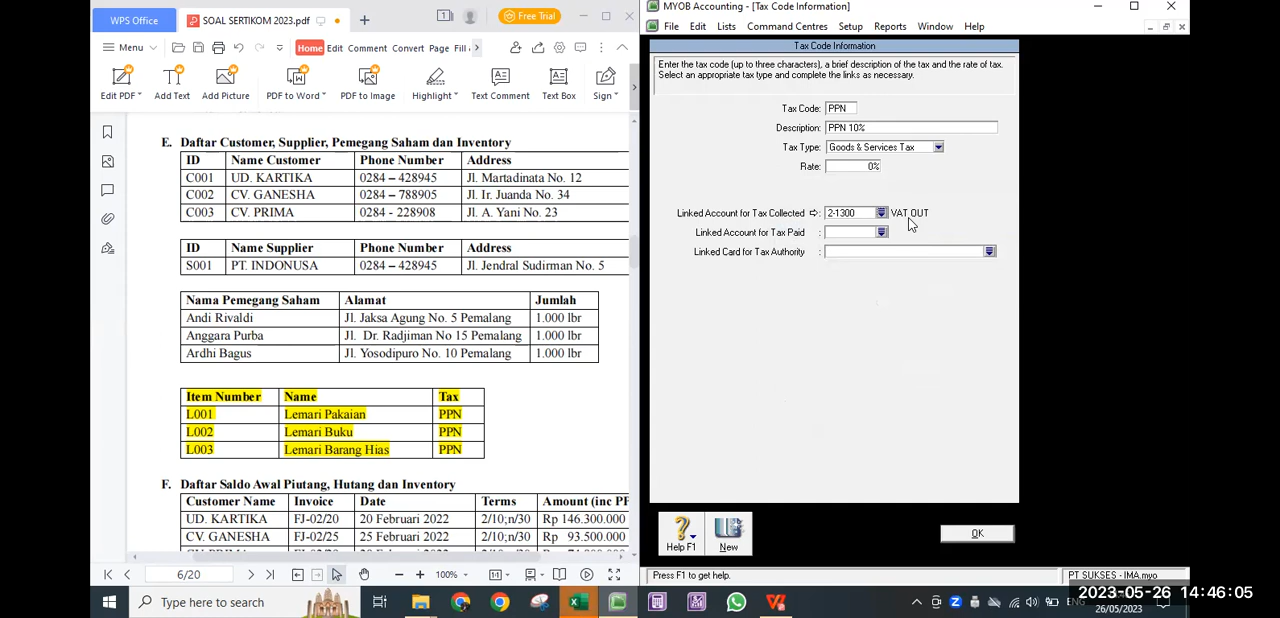 WPS Office
SOAL SERTIKOM 2023.pdf
1
Free Trial
Menu
Home Edit Comment Convert Page Fill
Edit PDF
Add Text
Add Picture
PDF to Word
PDF to Image
Highlight
Text Comment
Text Box
Sign
E. Daftar Customer, Supplier, Pemegang Saham dan Inventory
ID Name Customer Phone Number Address
C001 UD. KARTIKA 0284 – 428945 Jl. Martadinata No. 12
C002 CV. GANESHA 0284 – 788905 Jl. Ir. Juanda No. 34
C003 CV. PRIMA 0284 - 228908 Jl. A. Yani No. 23
ID Name Supplier Phone Number Address
S001 PT. INDONUSA 0284 – 428945 Jl. Jendral Sudirman No. 5
Nama Pemegang Saham Alamat Jumlah
Andi Rivaldi Jl. Jaksa Agung No. 5 Pemalang 1.000 lbr
Anggara Purba Jl. Dr. Radjiman No 15 Pemalang 1.000 lbr
Ardhi Bagus Jl. Yosodipuro No. 10 Pemalang 1.000 lbr
Item Number Name Tax
L001 Lemari Pakaian PPN
L002 Lemari Buku PPN
L003 Lemari Barang Hias PPN
F. Daftar Saldo Awal Piutang, Hutang dan Inventory
Customer Name Invoice Date Terms Amount (inc PP
UD. KARTIKA FJ-02/20 20 Februari 2022 2/10;n/30 Rp 146.300.000
CV. GANESHA FJ-02/25 25 Februari 2022 2/10;n/30 Rp 93.500.000
6/20
100%
Type here to search
MYOB Accounting - [Tax Code Information]
File Edit Lists Command Centres Setup Reports Window Help
Tax Code Information
Enter the tax code (up to three characters), a brief description of the tax and the rate of tax.
Select an appropriate tax type and complete the links as necessary.
Tax Code: PPN
Description: PPN 10%
Tax Type: Goods & Services Tax
Rate: 0%
Linked Account for Tax Collected : 2-1300 VAT OUT
Linked Account for Tax Paid :
Linked Card for Tax Authority :
Help F1
New
OK
Press F1 to get help.
PT SUKSES - IMA.myo
ENG
26/05/2023
2023-05-26 14:46:05